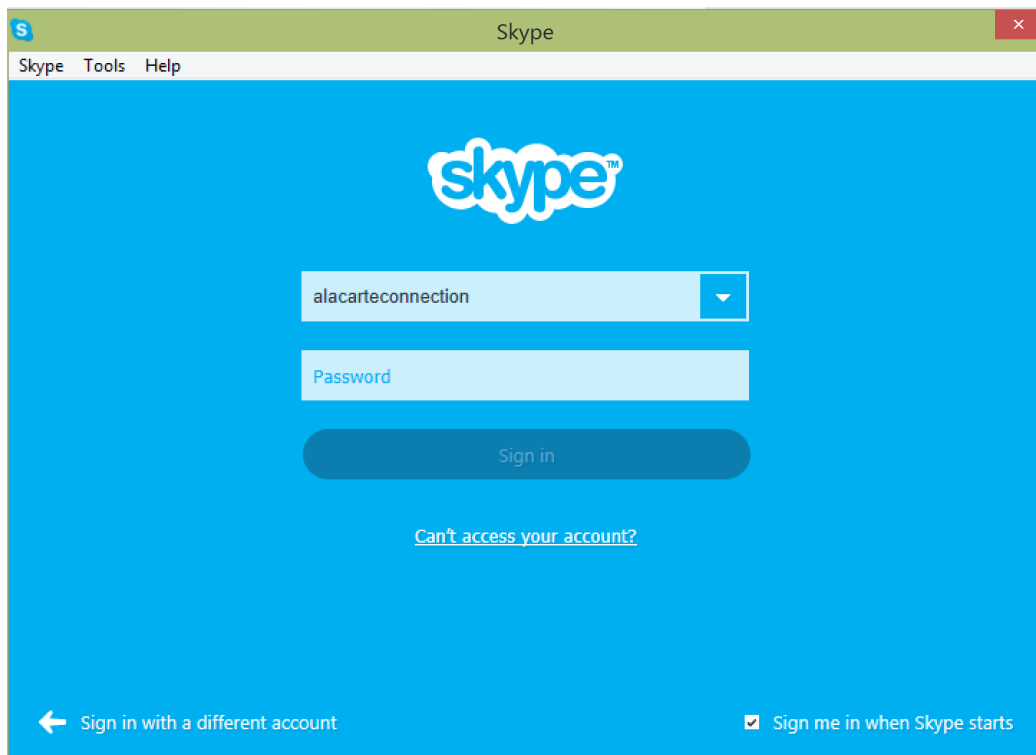 Skype
Skype Tools Help
skype™
alacarteconnection
Password
Sign in
Can't access your account?
Sign in with a different account
Sign me in when Skype starts